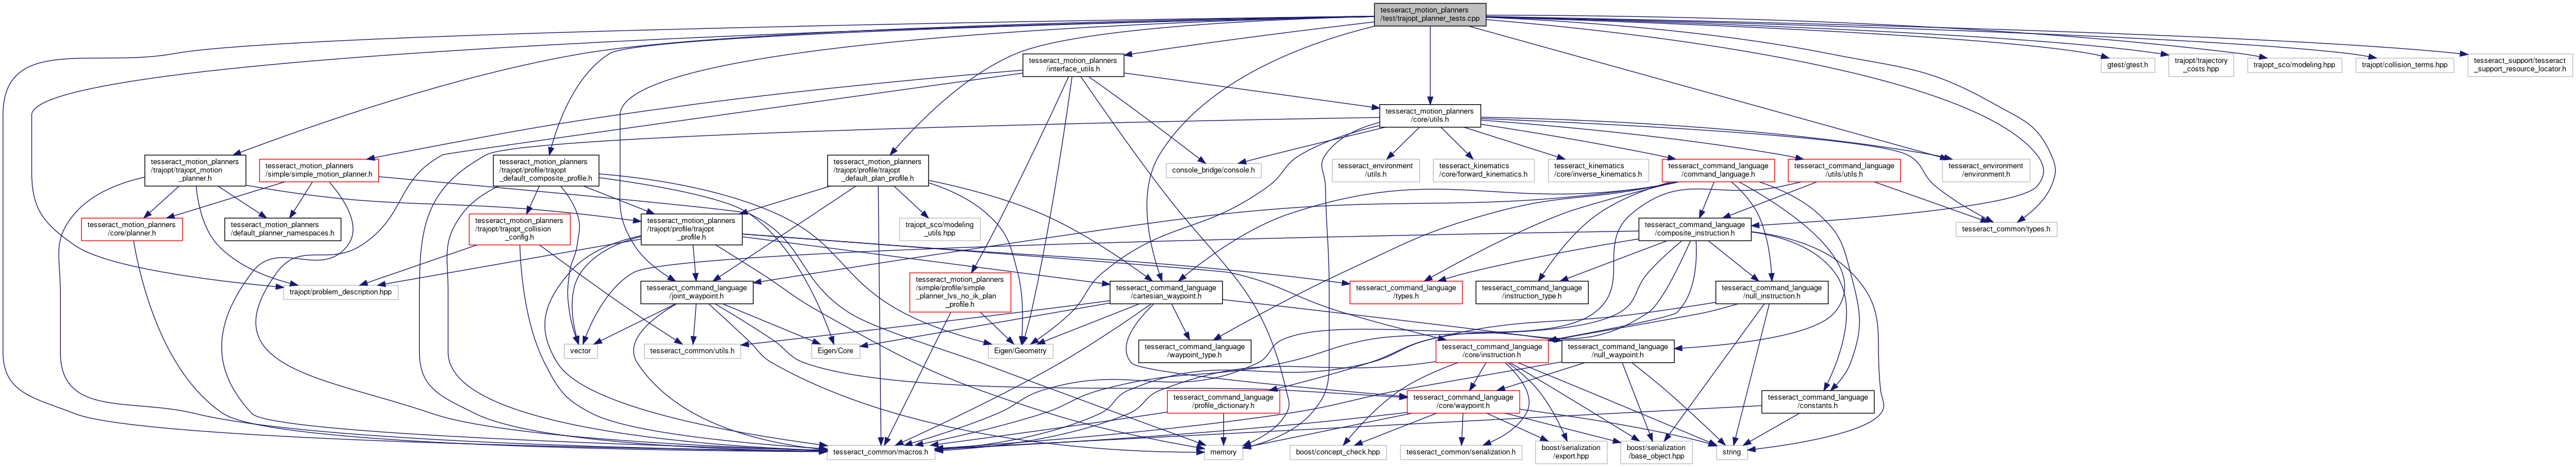 tesseract_motion_planners
/test/trajopt_planner_tests.cpp
tesseract_motion_planners
/interface_utils.h
gtest/gtest.h
trajopt/trajectory
_costs.hpp
trajopt_sco/modeling.hpp
trajopt/collision_terms.hpp
tesseract_support/tesseract
_support_resource_locator.h
tesseract_motion_planners
/core/utils.h
tesseract_motion_planners
/trajopt/trajopt_motion
_planner.h
tesseract_motion_planners
/simple/simple_motion_planner.h
tesseract_motion_planners
/trajopt/profile/trajopt
_default_composite_profile.h
tesseract_motion_planners
/trajopt/profile/trajopt
_default_plan_profile.h
console_bridge/console.h
tesseract_environment
/utils.h
tesseract_kinematics
/core/forward_kinematics.h
tesseract_kinematics
/core/inverse_kinematics.h
tesseract_command_language
/command_language.h
tesseract_command_language
/utils/utils.h
tesseract_environment
/environment.h
tesseract_motion_planners
/core/planner.h
tesseract_motion_planners
/default_planner_namespaces.h
tesseract_motion_planners
/trajopt/trajopt_collision
_config.h
tesseract_motion_planners
/trajopt/profile/trajopt
_profile.h
trajopt_sco/modeling
_utils.hpp
tesseract_command_language
/composite_instruction.h
tesseract_common/types.h
trajopt/problem_description.hpp
tesseract_command_language
/joint_waypoint.h
tesseract_motion_planners
/simple/profile/simple
_planner_lvs_no_ik_plan
_profile.h
tesseract_command_language
/cartesian_waypoint.h
tesseract_command_language
/types.h
tesseract_command_language
/instruction_type.h
tesseract_command_language
/null_instruction.h
vector
tesseract_common/utils.h
Eigen/Core
Eigen/Geometry
tesseract_command_language
/waypoint_type.h
tesseract_command_language
/core/instruction.h
tesseract_command_language
/null_waypoint.h
tesseract_command_language
/profile_dictionary.h
tesseract_command_language
/core/waypoint.h
tesseract_command_language
/constants.h
tesseract_common/macros.h
memory
boost/concept_check.hpp
tesseract_common/serialization.h
boost/serialization
/export.hpp
boost/serialization
/base_object.hpp
string